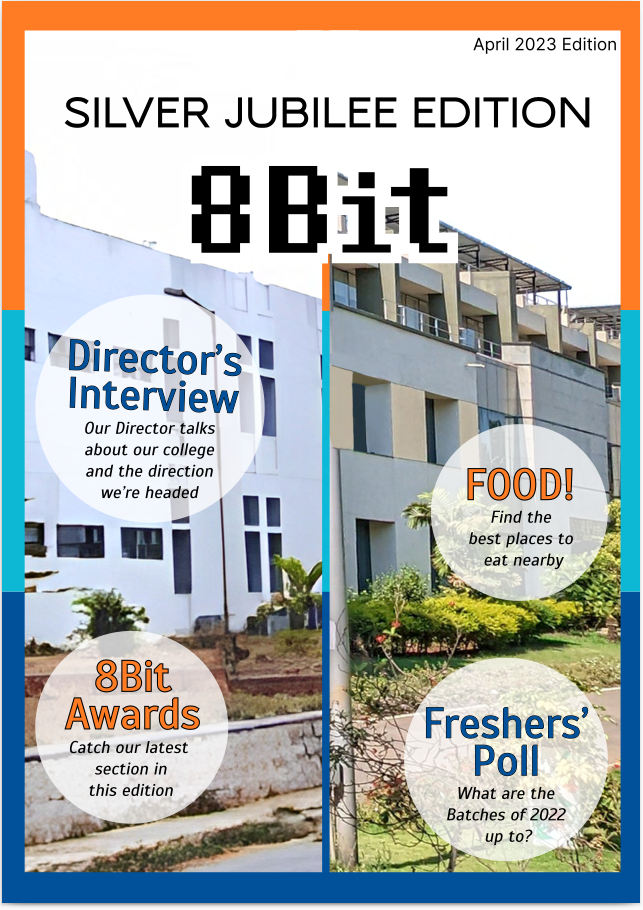 April 2023 Edition
SILVER JUBILEE EDITION
8Bit
Director's
Interview
Our Director talks
about our college
and the direction
we're headed
FOOD!
Find the
best places to
eat nearby
8Bit
Awards
Catch our latest
section in
this edition
Freshers'
Poll
What are the
Batches of 2022
up to?